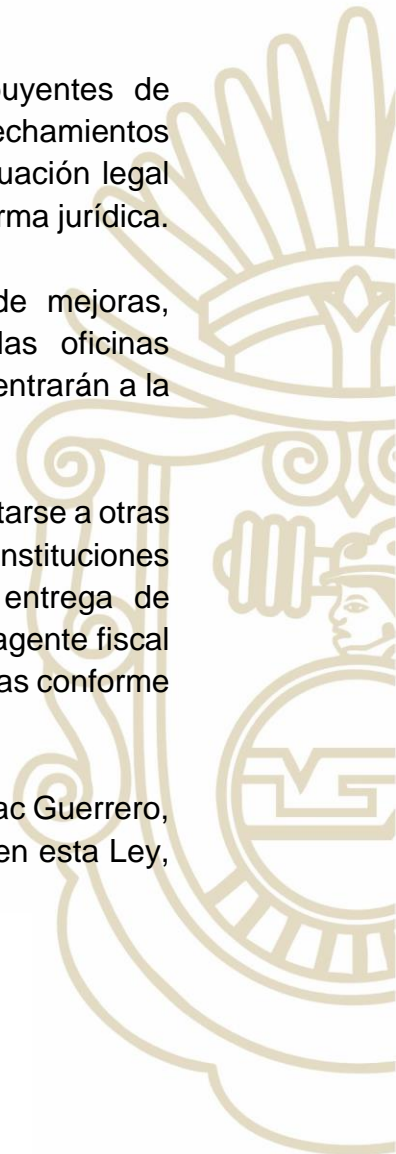 buyentes de
echamientos
uación legal
rma jurídica.
de mejoras,
las oficinas
entrarán a la
tarse a otras
nstituciones
entrega de
agente fiscal
as conforme
ac Guerrero,
en esta Ley,